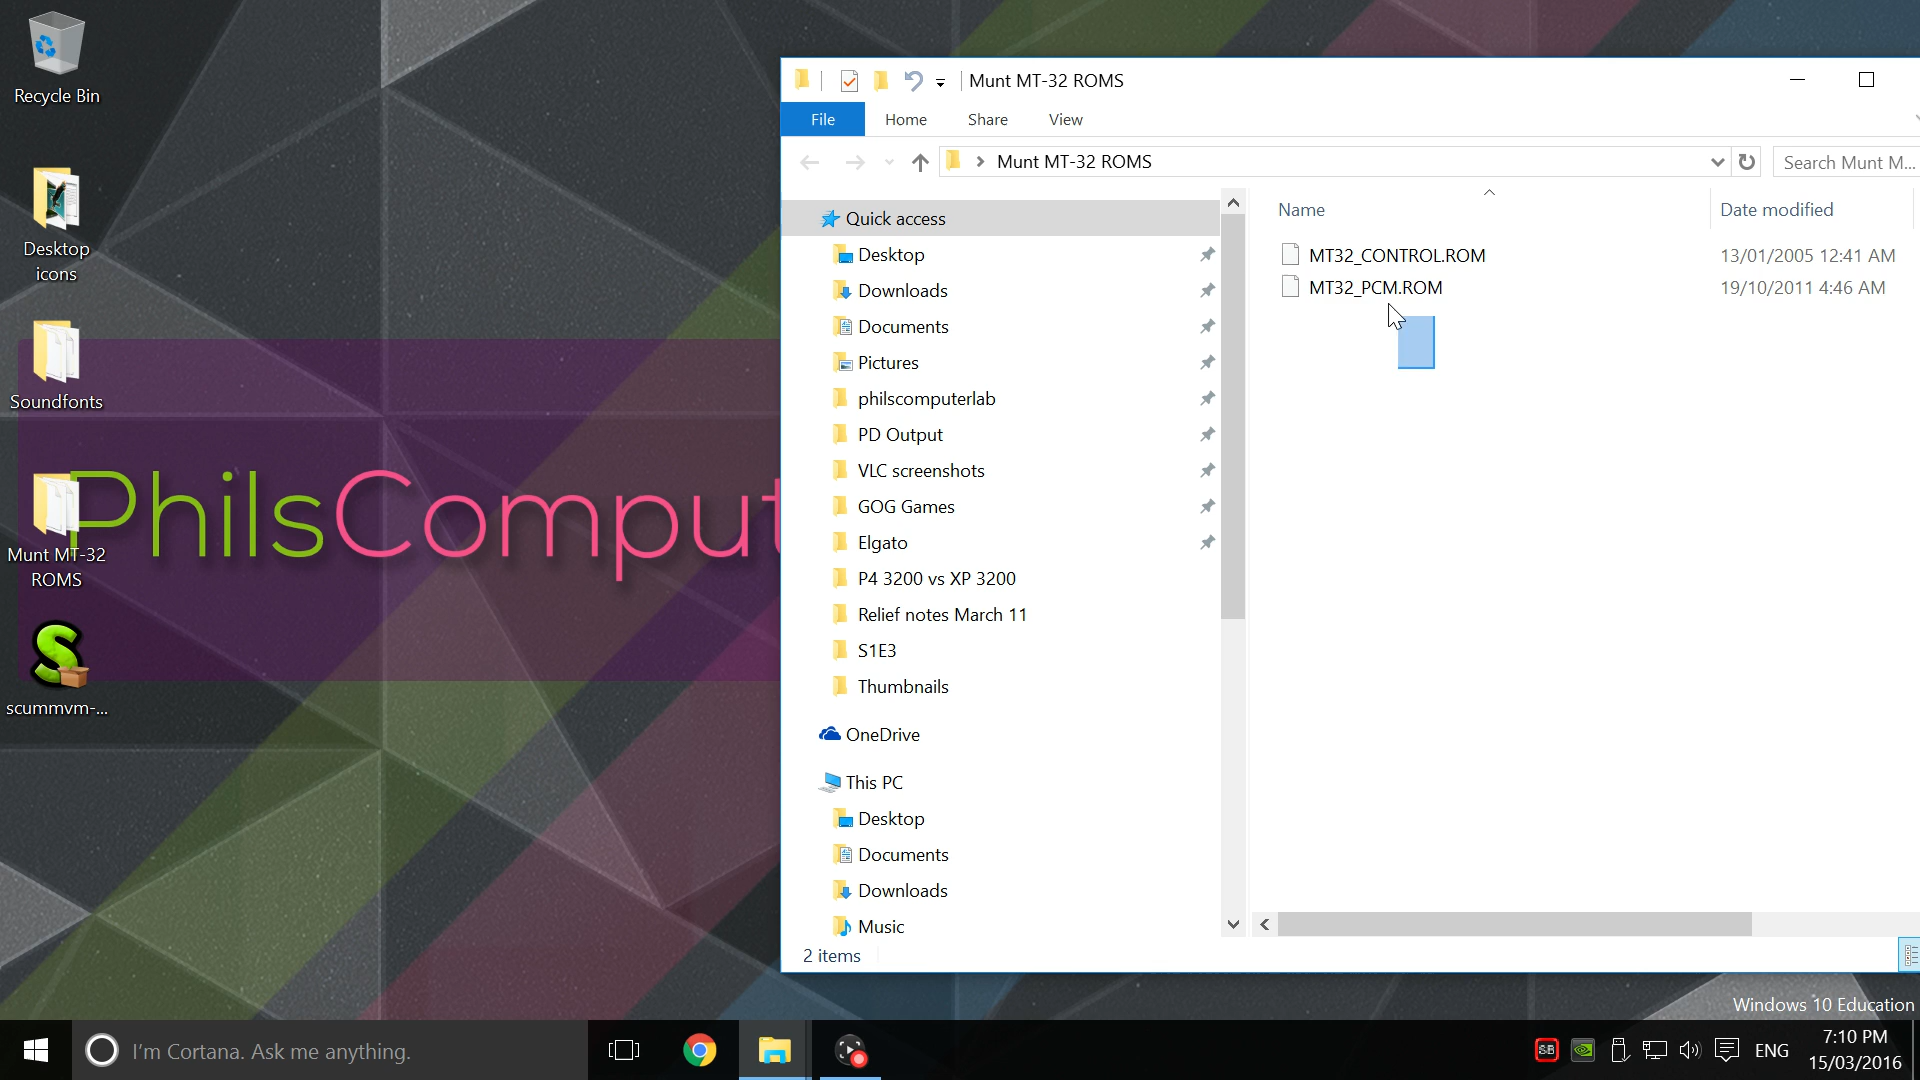 Recycle Bin
Desktop
icons
Soundfonts
Munt MT-32
ROMS
scummvm-...
PhilsComput
Munt MT-32 ROMS
File
Home
Share
View
Munt MT-32 ROMS
Search Munt M...
Name
Date modified
MT32_CONTROL.ROM
13/01/2005 12:41 AM
MT32_PCM.ROM
19/10/2011 4:46 AM
Quick access
Desktop
Downloads
Documents
Pictures
philscomputerlab
PD Output
VLC screenshots
GOG Games
Elgato
P4 3200 vs XP 3200
Relief notes March 11
S1E3
Thumbnails
OneDrive
This PC
Desktop
Documents
Downloads
Music
2 items
Windows 10 Education
I'm Cortana. Ask me anything.
SB
ENG
7:10 PM
15/03/2016